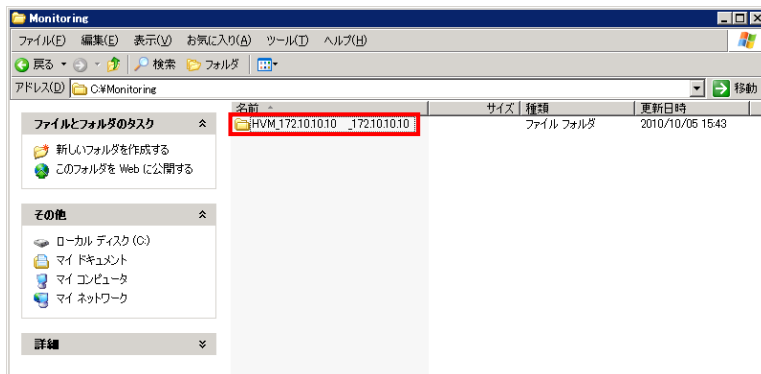 Monitoring
ファイル(F) 編集(E) 表示(V) お気に入り(A) ツール(T) ヘルプ(H)
戻る 検索 フォルダ
アドレス(D) C:¥Monitoring 移動
名前 サイズ 種類 更新日時
HVM_172.10.10.10 _172.10.10.10 ファイル フォルダ 2010/10/05 15:43
ファイルとフォルダのタスク
新しいフォルダを作成する
このフォルダを Web に公開する
その他
ローカル ディスク (C:)
マイ ドキュメント
マイ コンピュータ
マイ ネットワーク
詳細